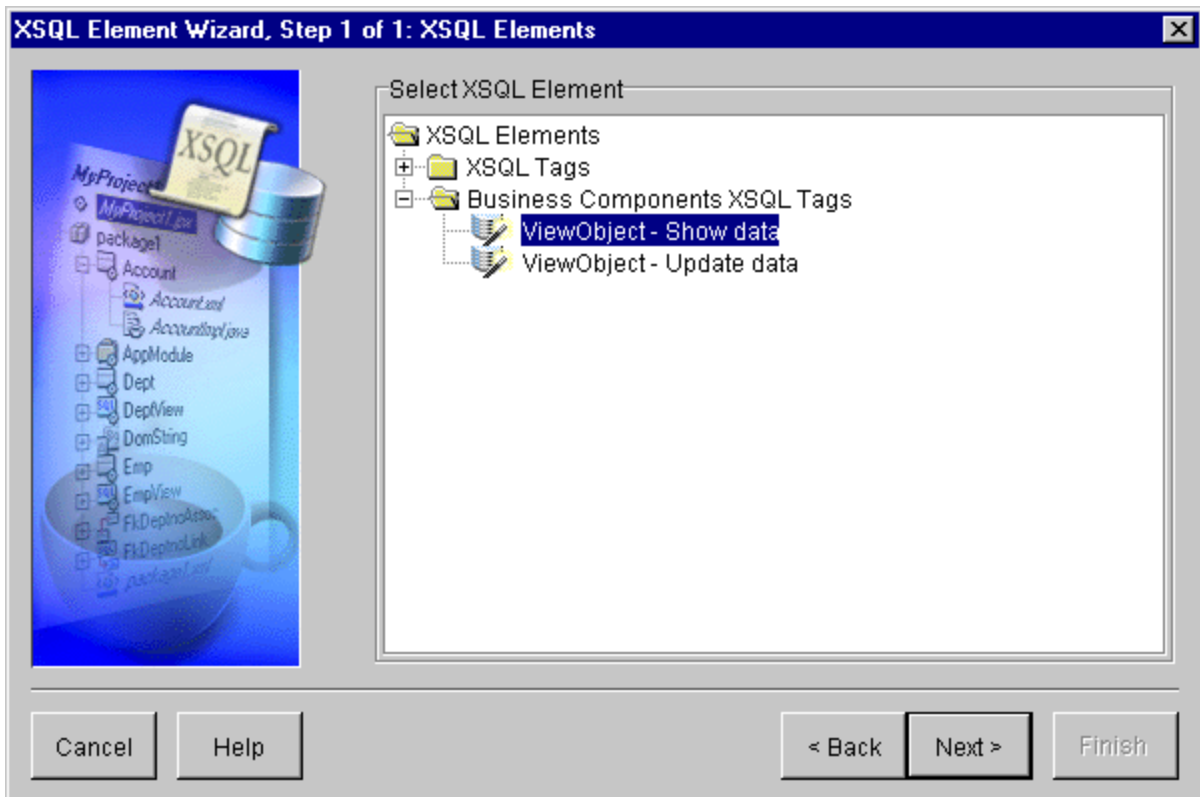 XSQL Element Wizard, Step 1 of 1: XSQL Elements
Select XSQL Element
XSQL Elements
XSQL Tags
Business Components XSQL Tags
ViewObject - Show data
ViewObject - Update data
XSQL
MyProject
MyProject1.jpx
package1
Account
Account.xml
AccountImpl.java
AppModule
Dept
DeptView
DomString
Emp
EmpView
FkDeptnoAssoc
FkDeptnoLink
package1.xml
Cancel
Help
< Back
Next >
Finish